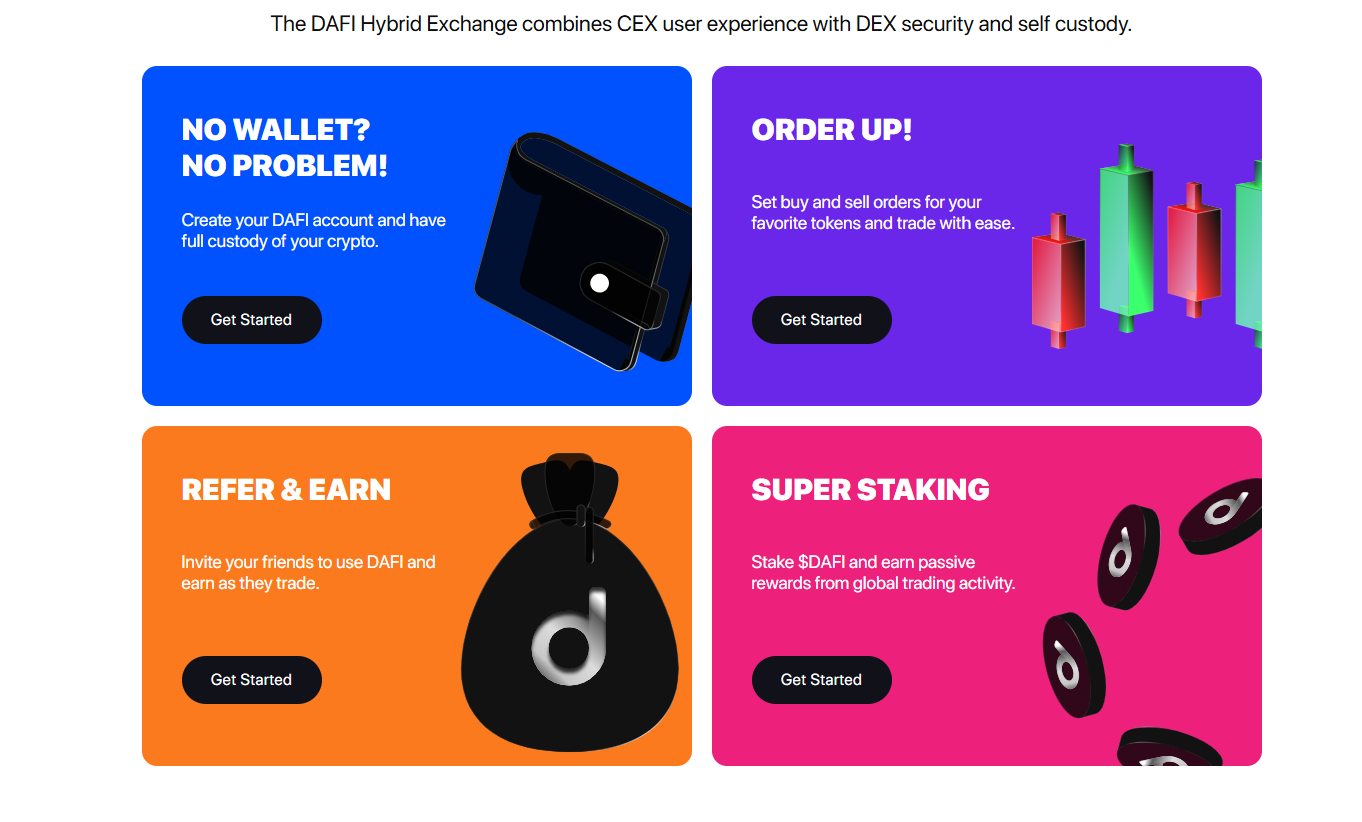 The DAFI Hybrid Exchange combines CEX user experience with DEX security and self custody.
NO WALLET?
NO PROBLEM!
Create your DAFI account and have
full custody of your crypto.
Get Started
ORDER UP!
Set buy and sell orders for your
favorite tokens and trade with ease.
Get Started
REFER & EARN
Invite your friends to use DAFI and
earn as they trade.
Get Started
SUPER STAKING
Stake $DAFI and earn passive
rewards from global trading activity.
Get Started